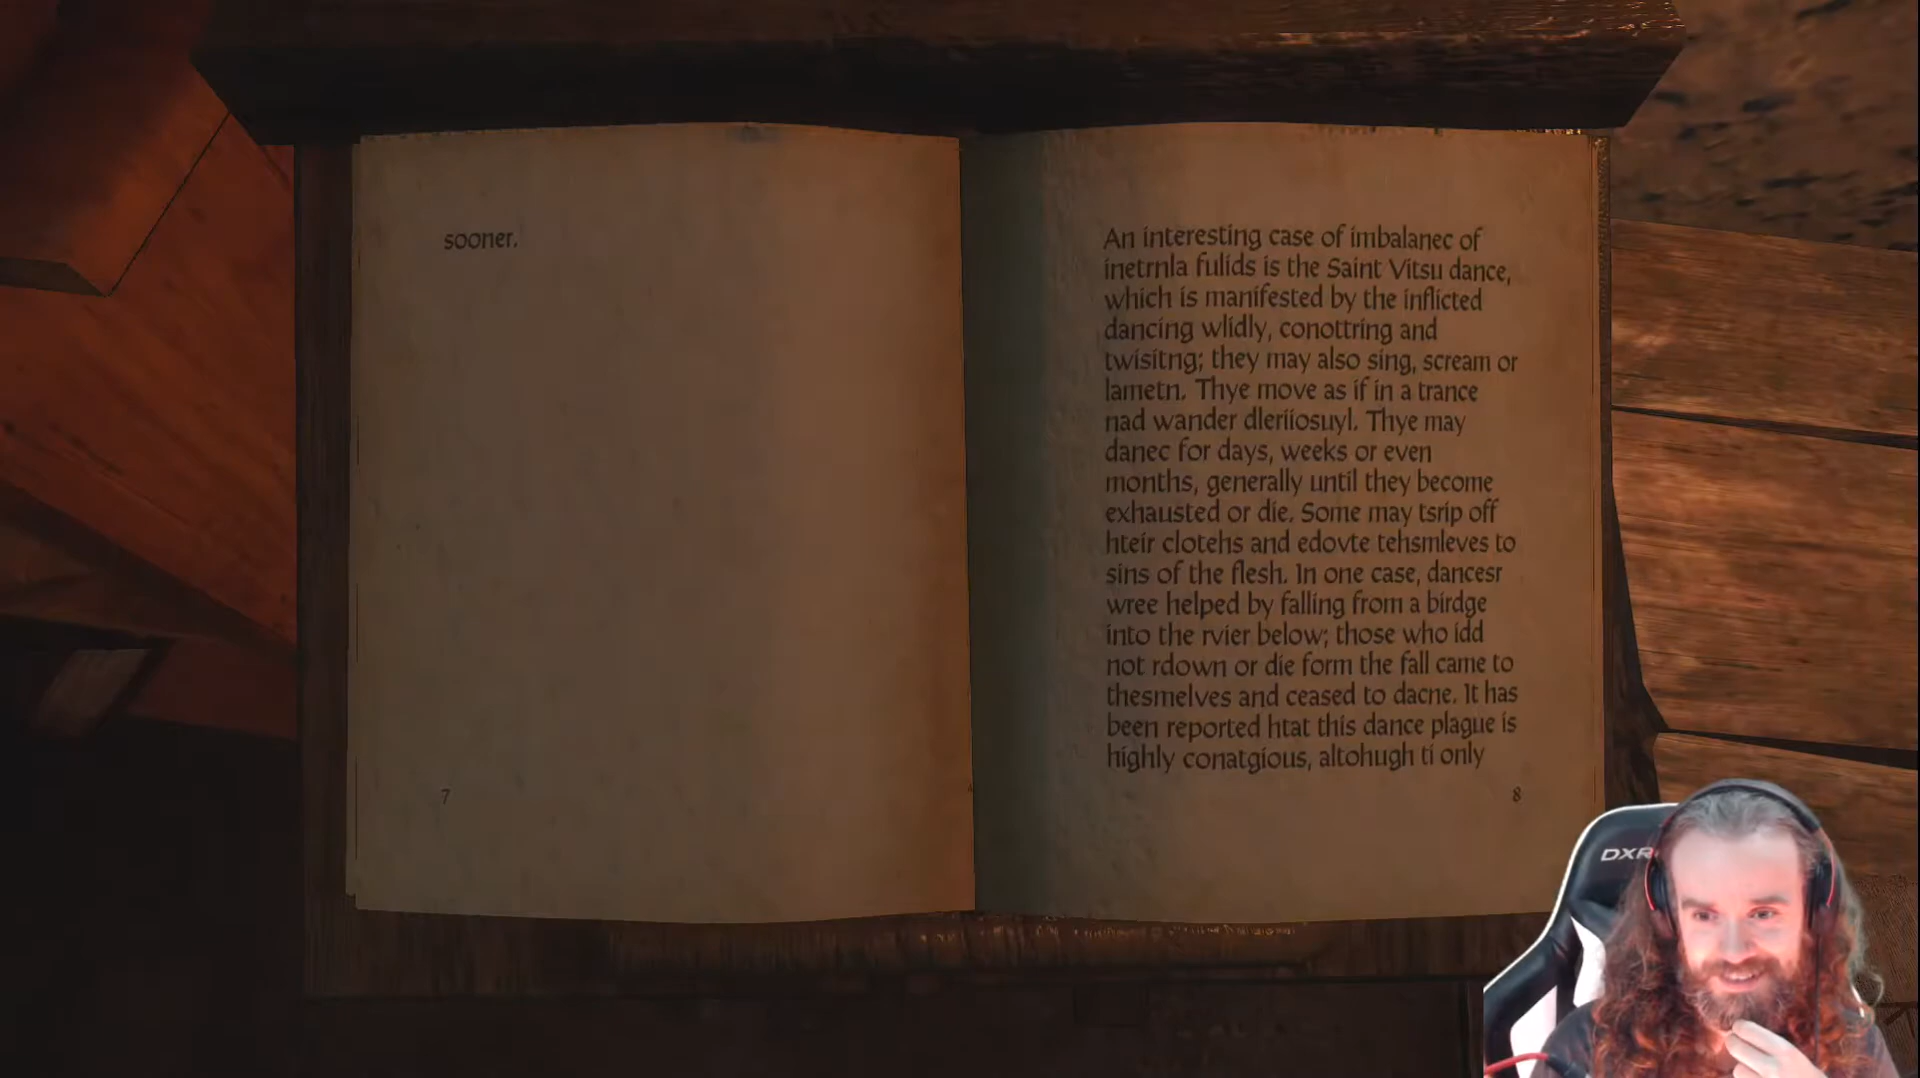 sooner.
7
An interesting case of imbalanec of
inetrnla fulids is the Saint Vitsu dance,
which is manifested by the inflicted
dancing wlidly, conottring and
twisitng; they may also sing, scream or
lametn. Thye move as if in a trance
nad wander dleriiosuyl. Thye may
danec for days, weeks or even
months, generally until they become
exhausted or die. Some may tsrip off
hteir clotehs and edovte tehsmleves to
sins of the flesh. In one case, dancesr
wree helped by falling from a birdge
into the rvier below; those who idd
not rdown or die form the fall came to
thesmelves and ceased to dacne. It has
been reported htat this dance plague is
highly conatgious, altohugh ti only
8
DXR